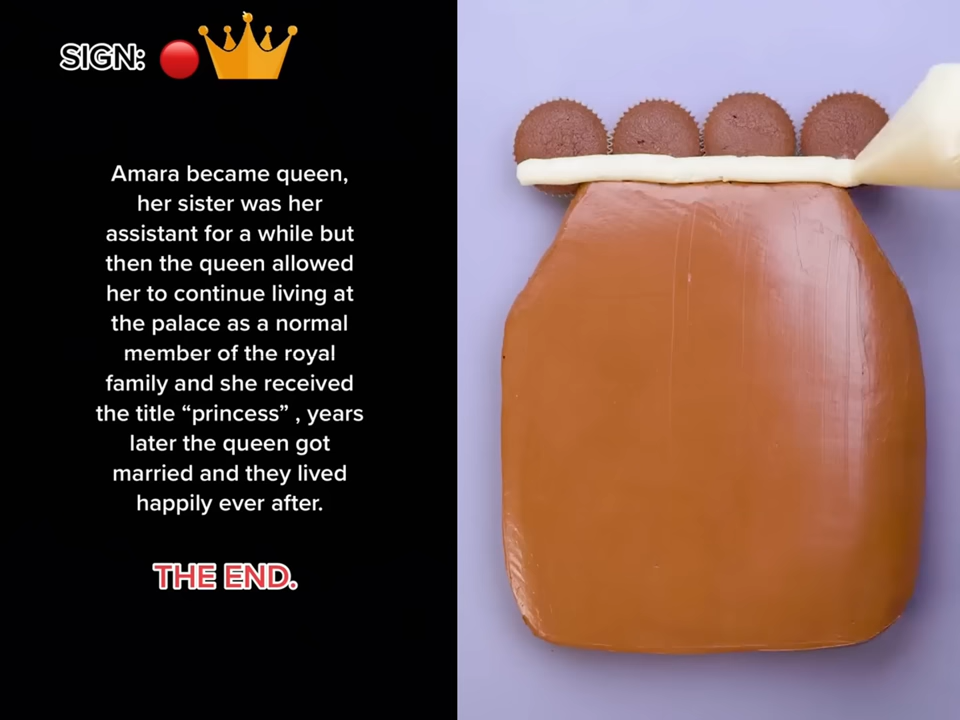 SIGN:
Amara became queen,
her sister was her
assistant for a while but
then the queen allowed
her to continue living at
the palace as a normal
member of the royal
family and she received
the title “princess” , years
later the queen got
married and they lived
happily ever after.
THE END.